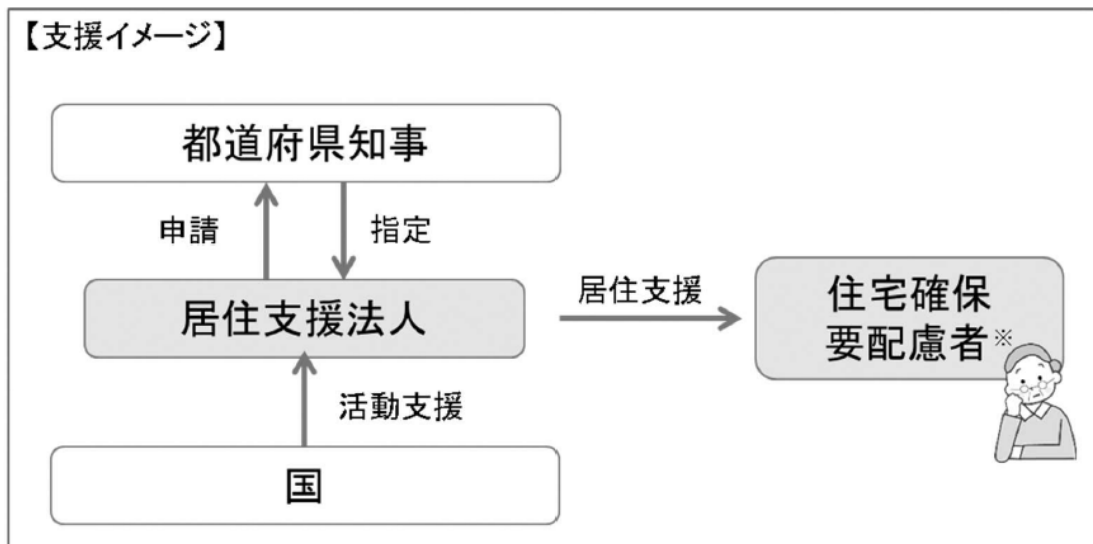 【支援イメージ】
都道府県知事
申請
指定
居住支援法人
居住支援
住宅確保
要配慮者※
活動支援
国